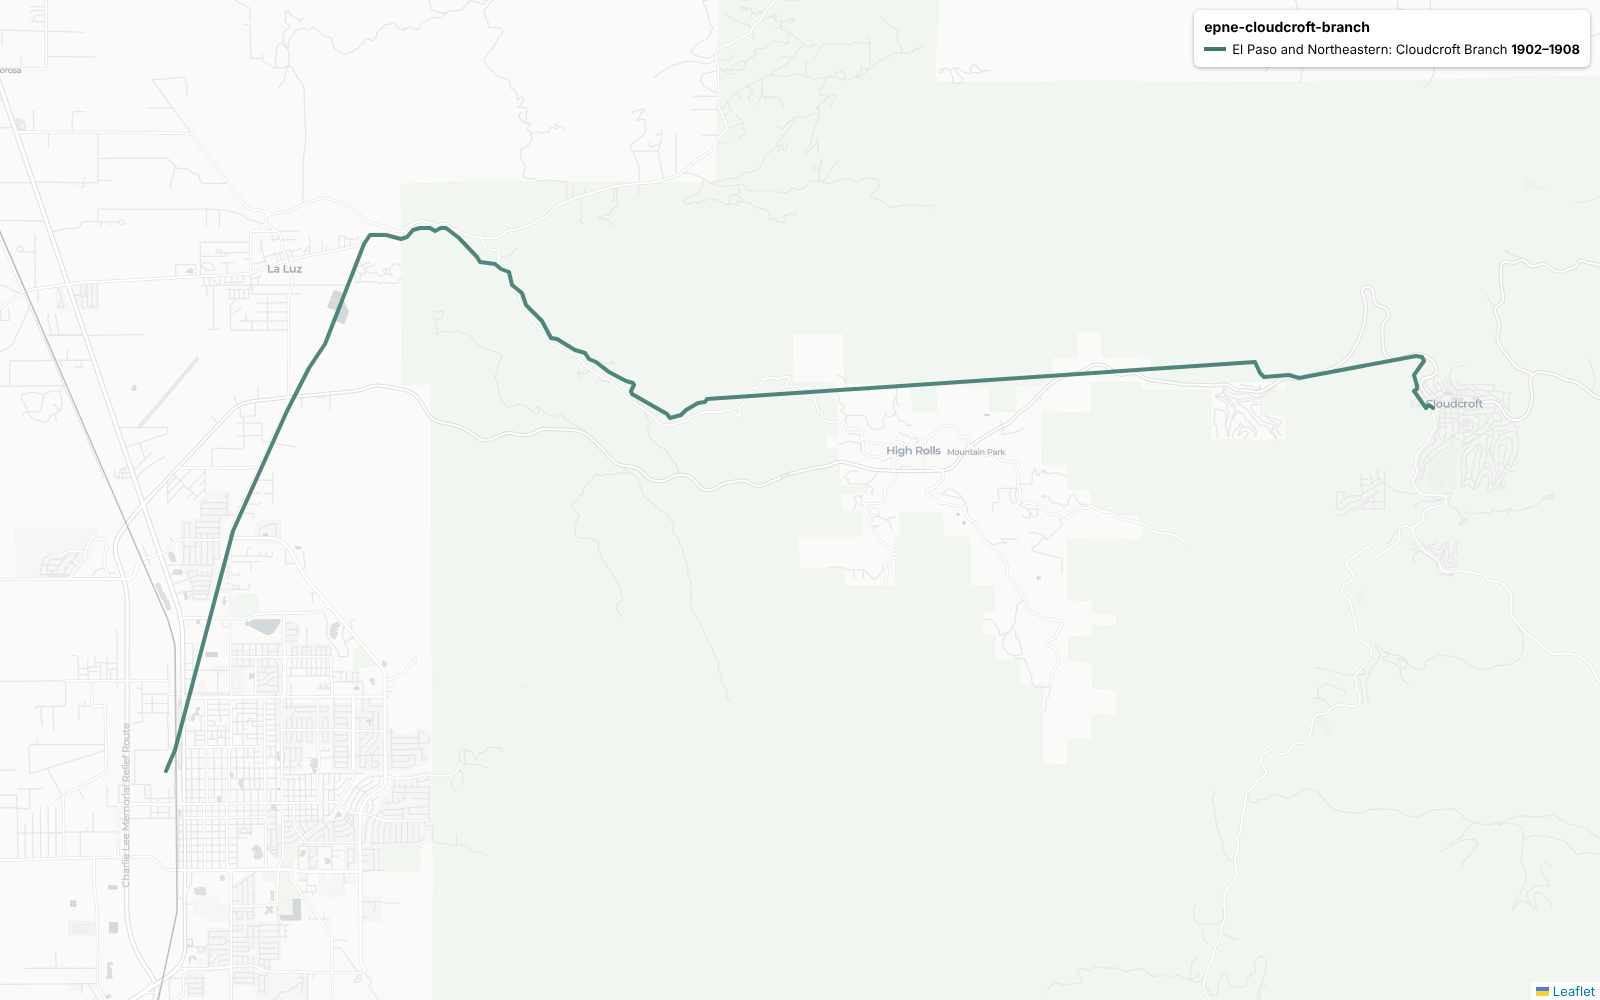 epne-cloudcroft-branch
El Paso and Northeastern: Cloudcroft Branch 1902–1908
orosa
La Luz
Cloudcroft
High Rolls
Mountain Park
Charlie Lee Memorial Relief Route
Leaflet